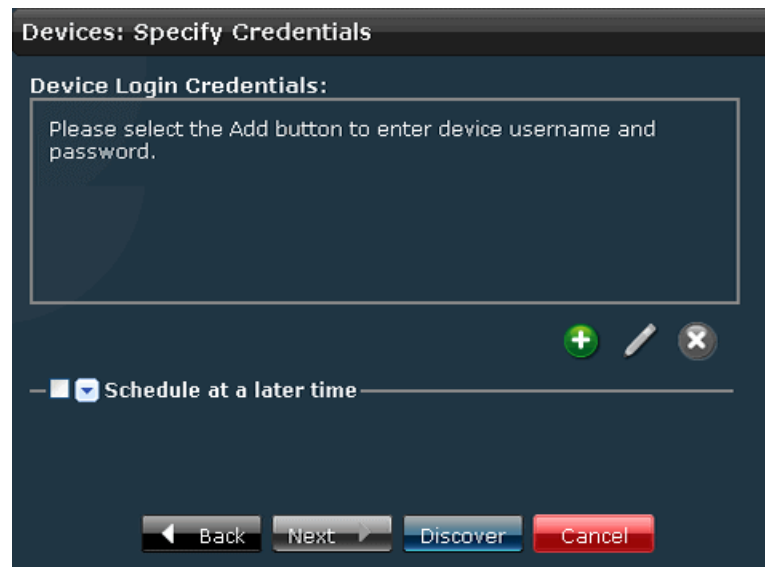 Devices: Specify Credentials
Device Login Credentials:
Please select the Add button to enter device username and
password.
Schedule at a later time
Back Next Discover Cancel